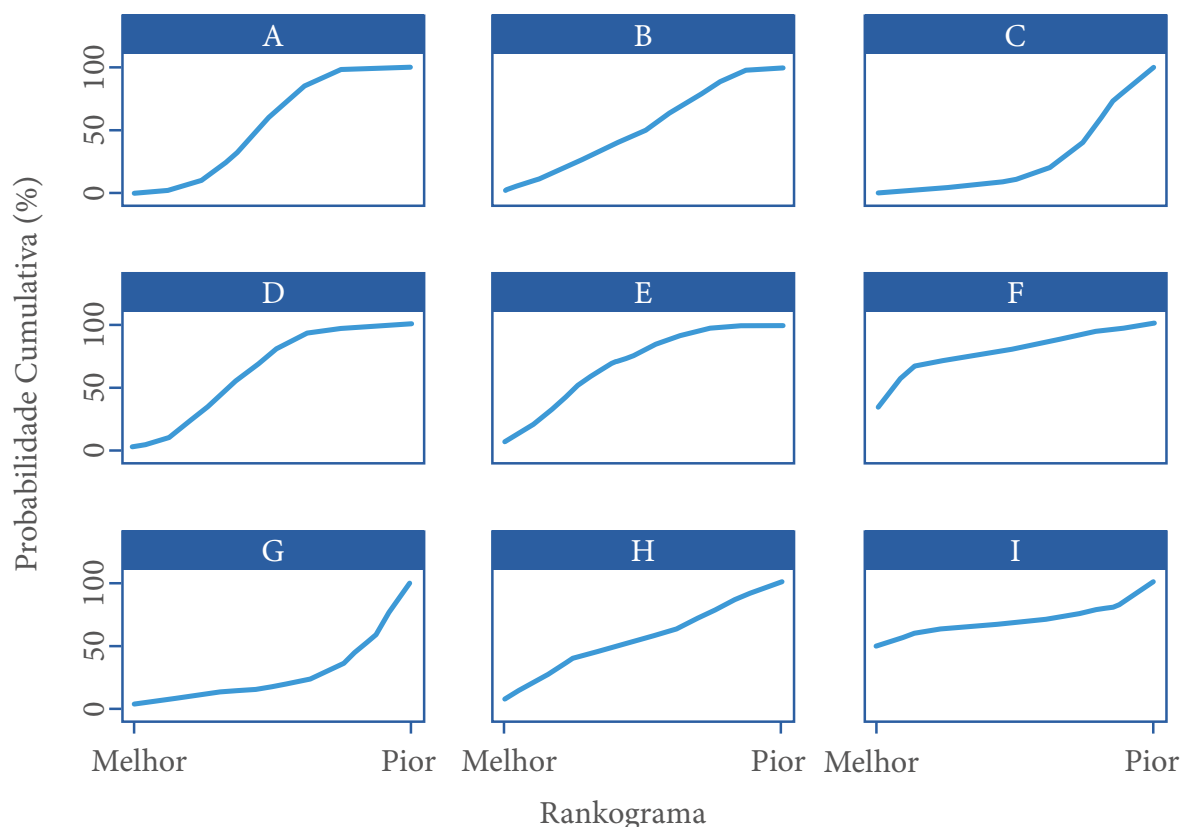 A
B
C
100
50
0
D
E
F
100
50
0
G
H
I
100
50
0
Probabilidade Cumulativa (%)
Melhor
Pior
Melhor
Pior
Melhor
Pior
Rankograma